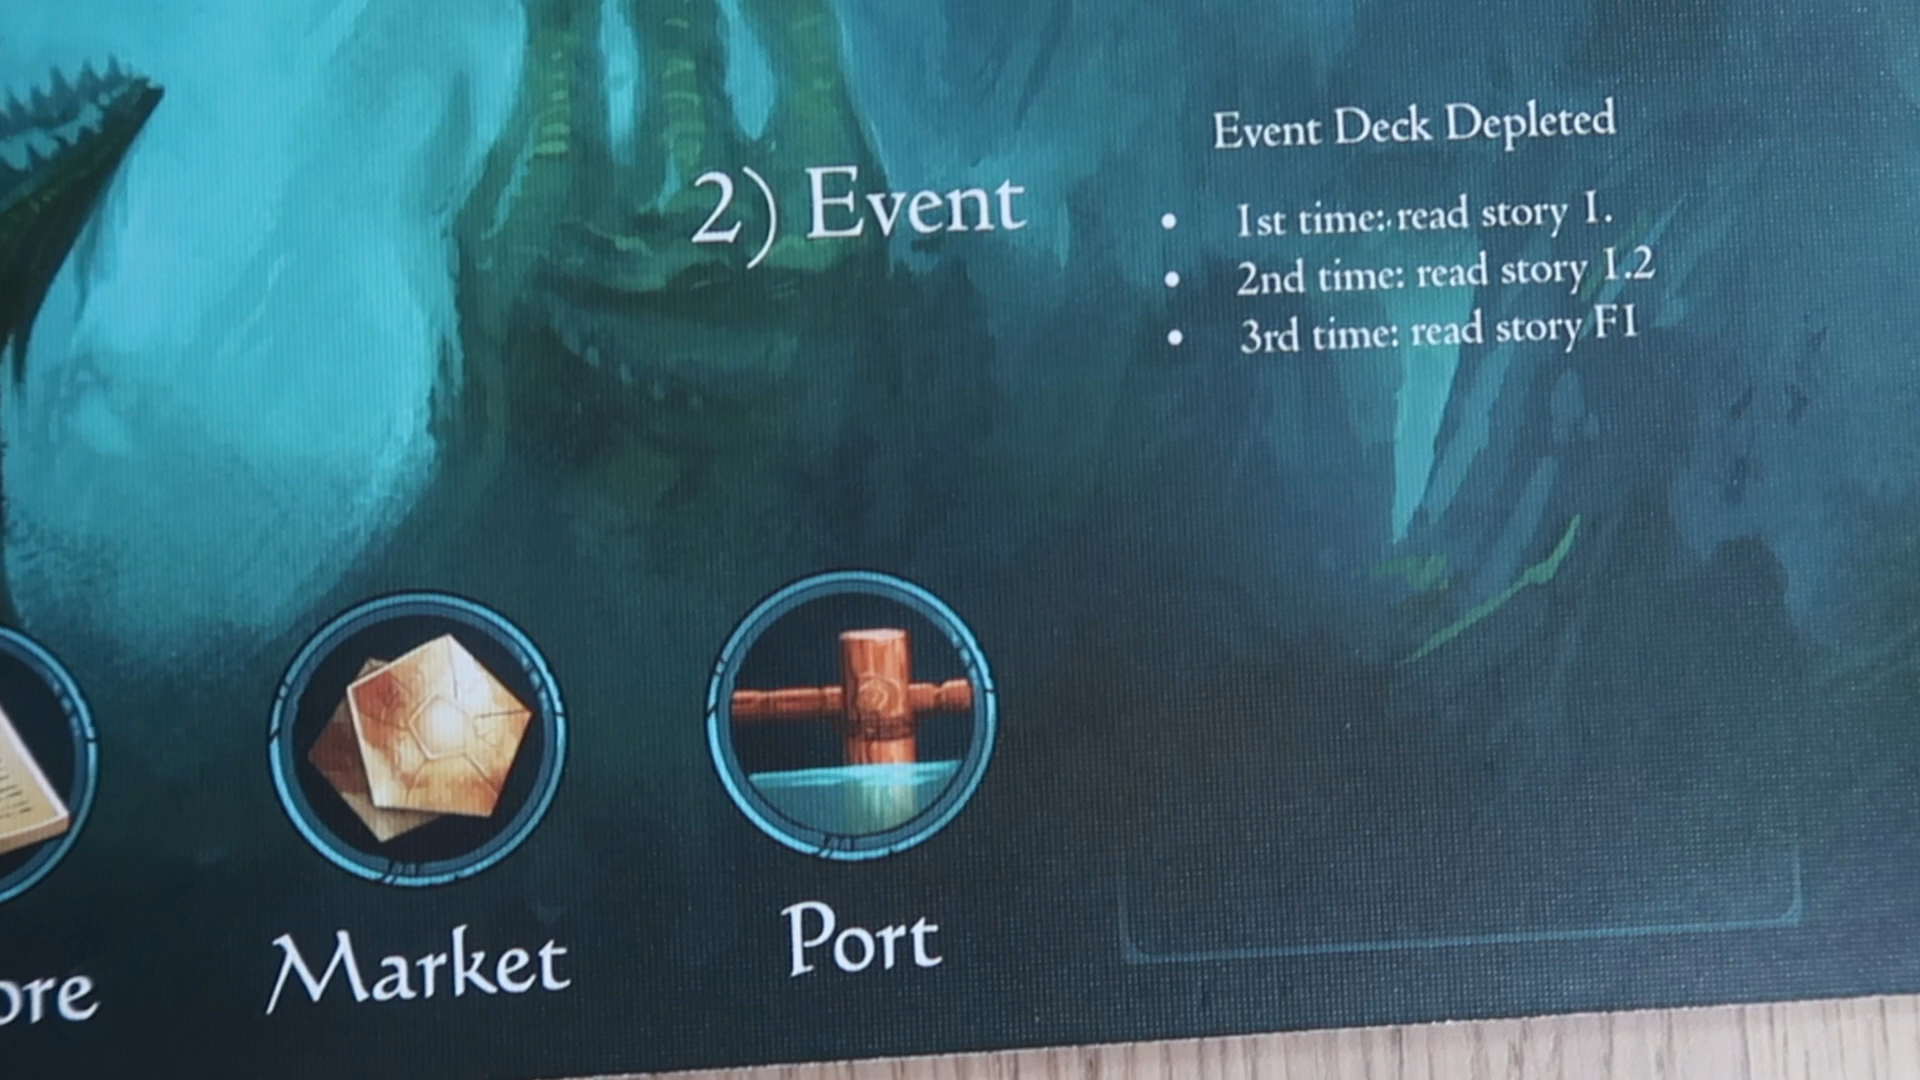 Event Deck Depleted
2) Event
• 1st time: read story 1.
• 2nd time: read story 1.2
• 3rd time: read story F1
Market
Port
ore